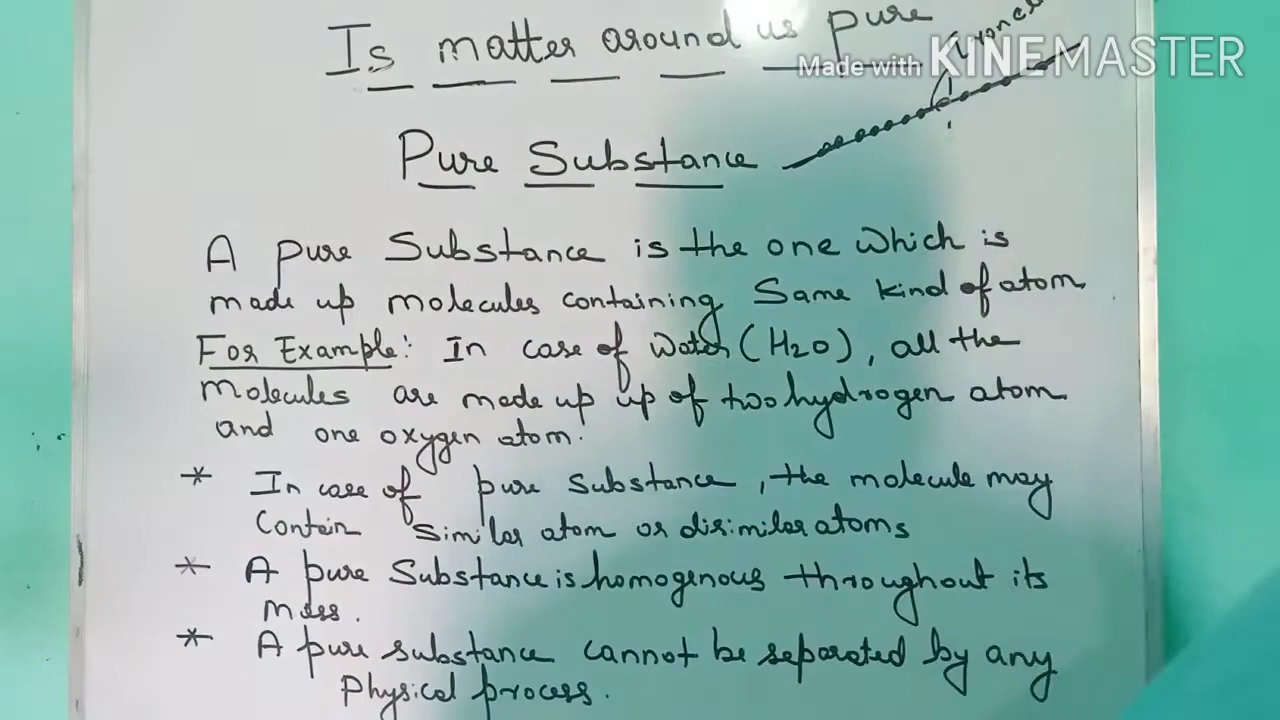 Is matter around us pure
Made with KINEMASTER
Pure Substance
A pure Substance is the one which is
made up molecules containing Same kind of atom
For Example: In case of water (H2O), all the
molecules are made up up of two hydrogen atom
and one oxygen atom.
* In case of pure substance, the molecule may
contain similar atom or disimilar atoms
* A pure Substance is homogenous throughout its
mass.
* A pure substance cannot be separated by any
Physical process.